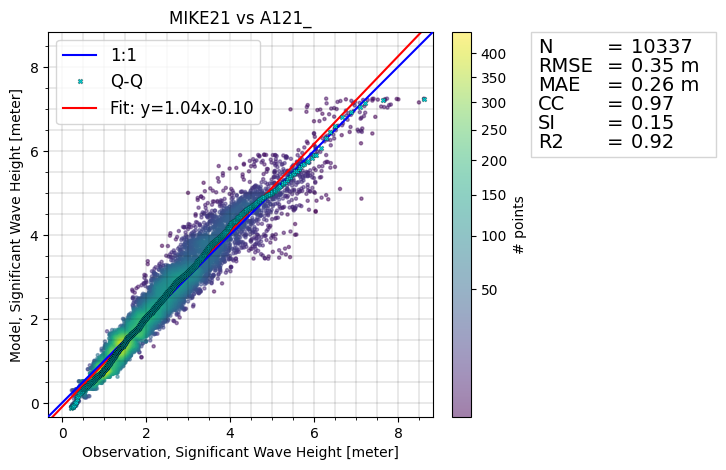 MIKE21 vs A121_
1:1
Q-Q
Fit: y=1.04x-0.10
Model, Significant Wave Height [meter]
8
6
4
2
0
0 2 4 6 8
Observation, Significant Wave Height [meter]
400
350
300
250
200
150
100
50
# points
N = 10337
RMSE = 0.35 m
MAE = 0.26 m
CC = 0.97
SI = 0.15
R2 = 0.92